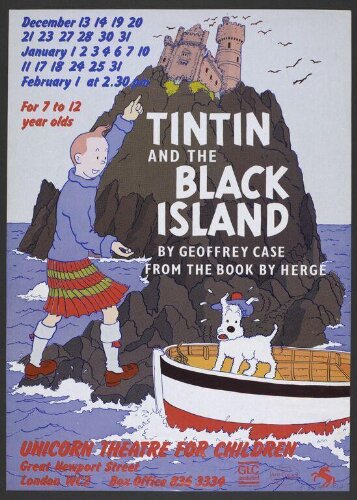 December 13 14 19 20
21 23 27 28 30 31
January 1 2 3 4 6 7 10
11 17 18 24 25 31
February 1 at 2.30 pm
For 7 to 12
year olds
TINTIN
AND THE
BLACK
ISLAND
BY GEOFFREY CASE
FROM THE BOOK BY HERGÉ
UNICORN THEATRE FOR CHILDREN
Great Newport Street
London WC2 Box Office 836 3334
GLC